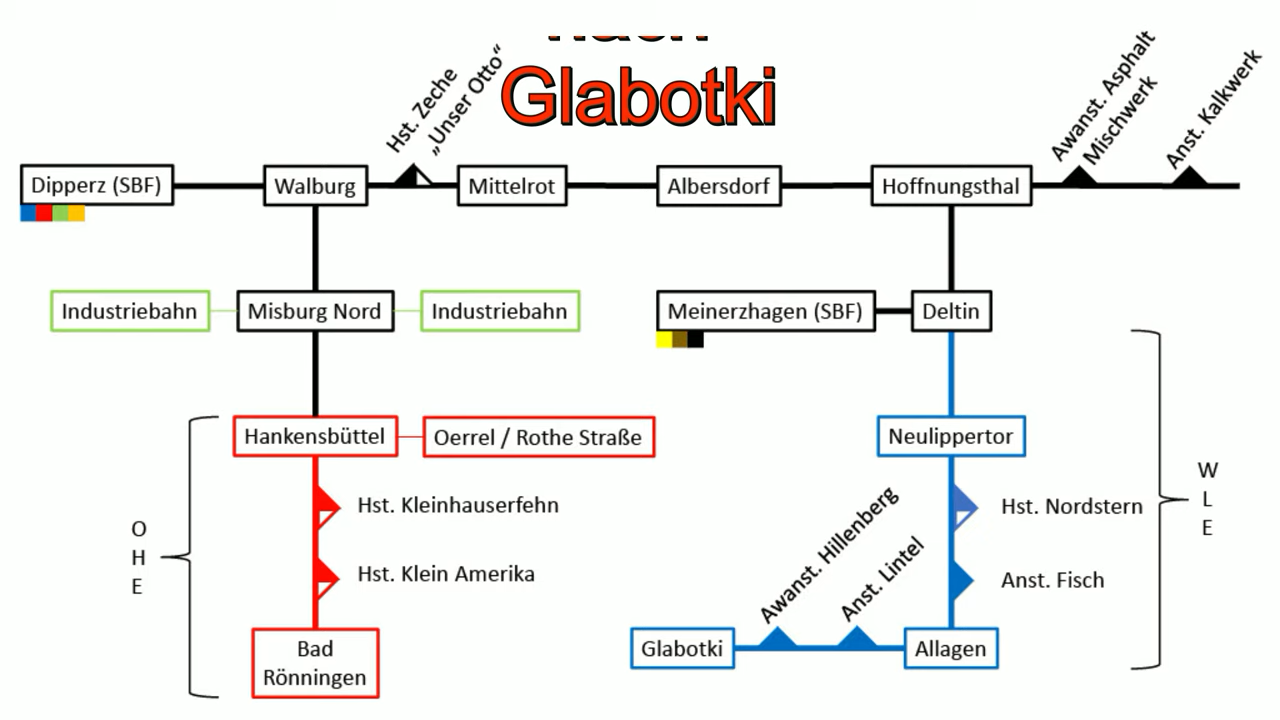 Glabotki
Hst. Zeche
„Unser Otto“
Awanst. Asphalt
Mischwerk
Anst. Kalkwerk
Dipperz (SBF)
Walburg
Mittelrot
Albersdorf
Hoffnungsthal
Industriebahn
Misburg Nord
Industriebahn
Meinerzhagen (SBF)
Deltin
Hankensbüttel
Oerrel / Rothe Straße
Neulippertor
Hst. Kleinhauserfehn
Hst. Nordstern
Hst. Klein Amerika
Anst. Fisch
O
H
E
W
L
E
Awanst. Hillenberg
Anst. Lintel
Glabotki
Allagen
Bad
Rönningen